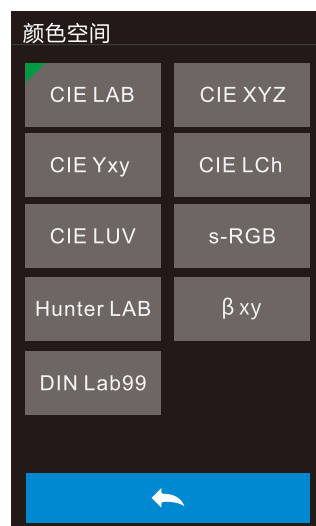 颜色空间
CIE LAB CIE XYZ
CIE Yxy CIE LCh
CIE LUV s-RGB
Hunter LAB β xy
DIN Lab99